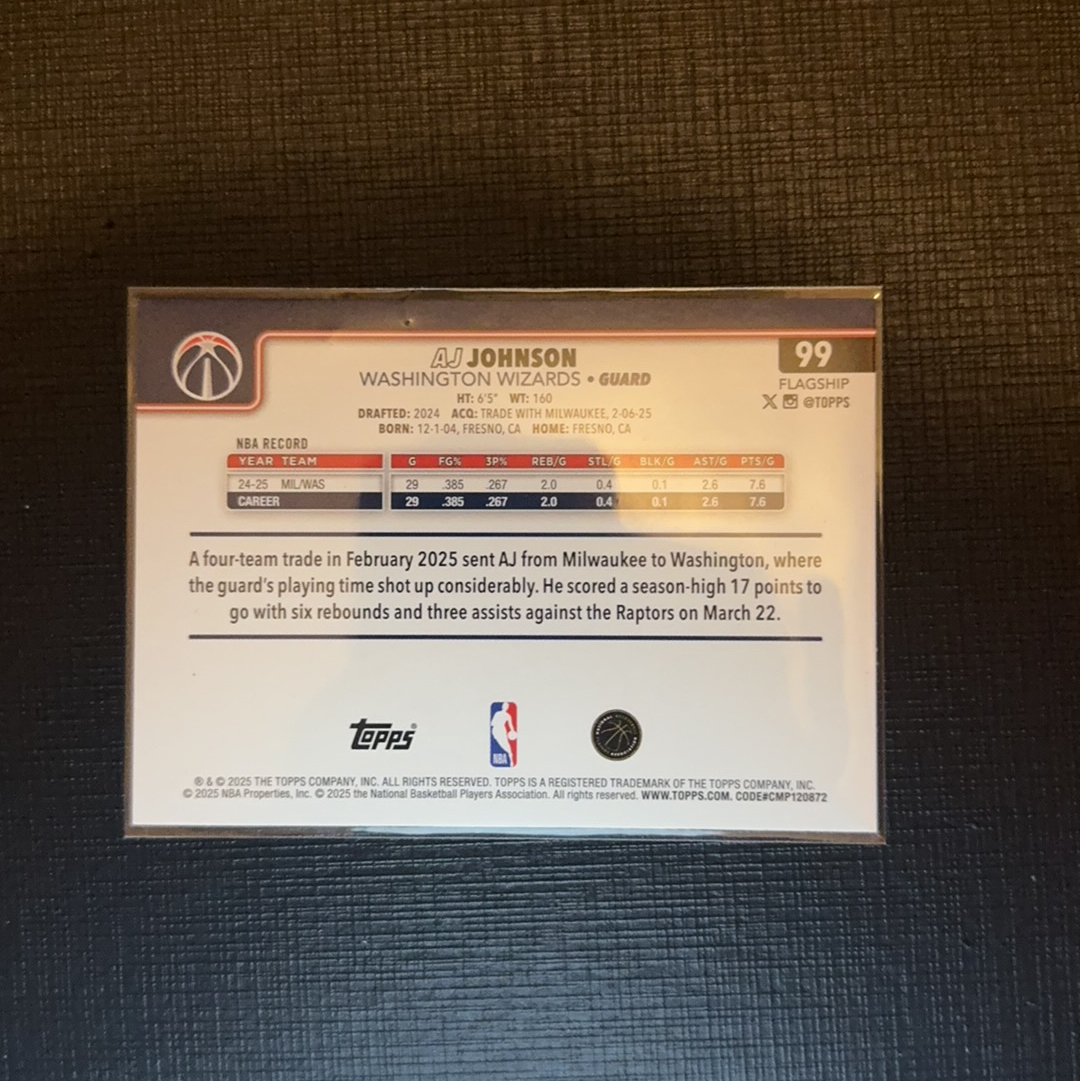 AJ JOHNSON
99
WASHINGTON WIZARDS • GUARD
FLAGSHIP
HT: 6'5" WT: 160
@TOPPS
DRAFTED: 2024 ACQ: TRADE WITH MILWAUKEE, 2-06-25
BORN: 12-1-04, FRESNO, CA HOME: FRESNO, CA
NBA RECORD
YEAR TEAM G FG% 3P% REB/G STL/G BLK/G AST/G PTS/G
24-25 MIL/WAS 29 .385 .267 2.0 0.4 0.1 2.6 7.6
CAREER 29 .385 .267 2.0 0.4 0.1 2.6 7.6
A four-team trade in February 2025 sent AJ from Milwaukee to Washington, where
the guard's playing time shot up considerably. He scored a season-high 17 points to
go with six rebounds and three assists against the Raptors on March 22.
topps®
NBA
® & © 2025 THE TOPPS COMPANY, INC. ALL RIGHTS RESERVED. TOPPS IS A REGISTERED TRADEMARK OF THE TOPPS COMPANY, INC.
© 2025 NBA Properties, Inc. © 2025 the National Basketball Players Association. All rights reserved. WWW.TOPPS.COM. CODE#CMP120872